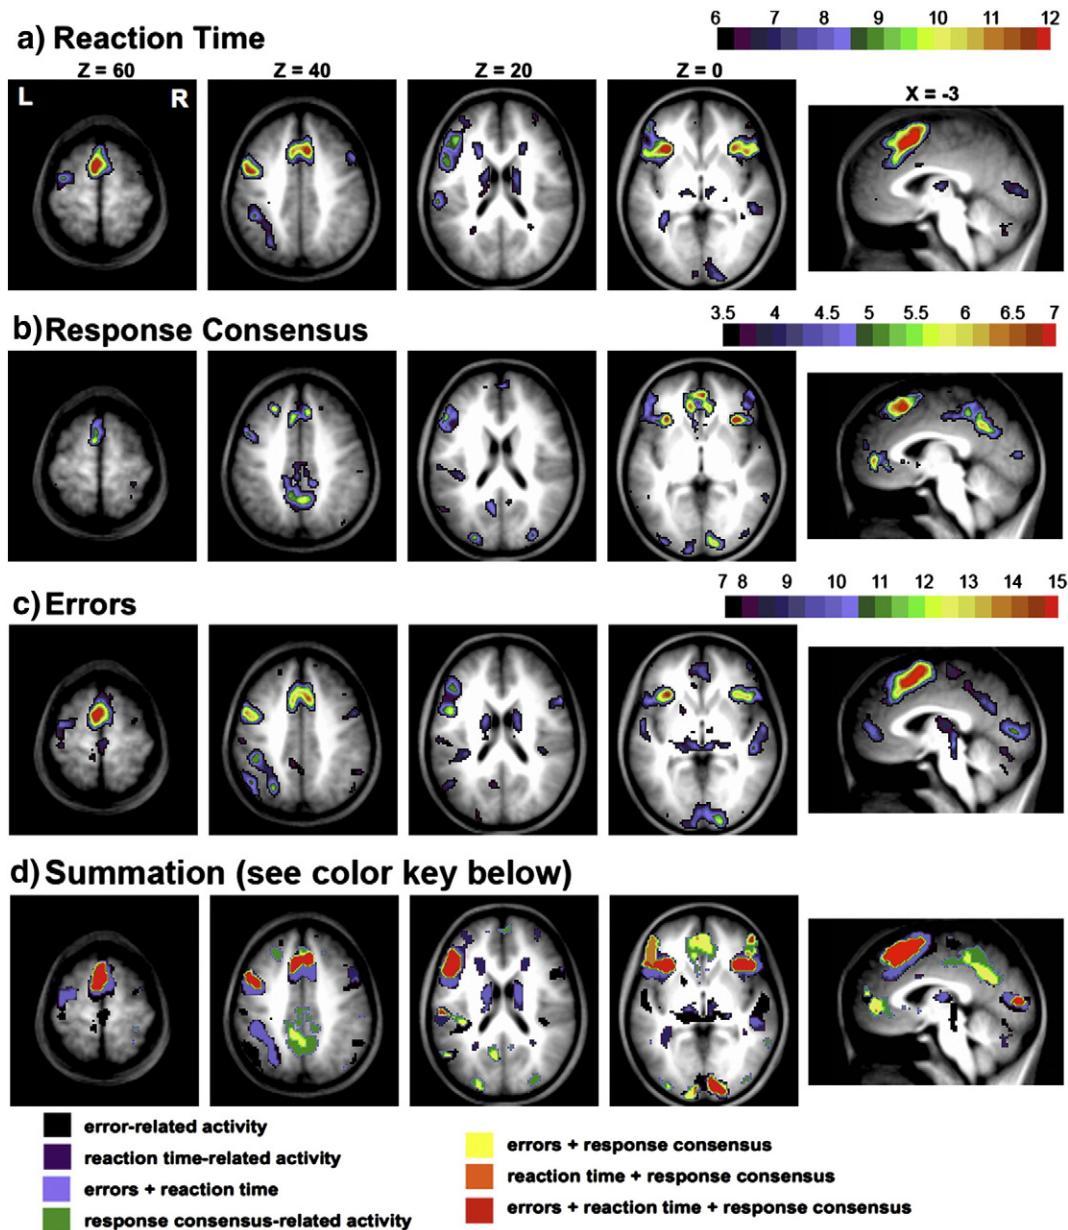 a) Reaction Time
6 7 8 9 10 11 12
Z = 60 Z = 40 Z = 20 Z = 0 X = -3
L R
b) Response Consensus
3.5 4 4.5 5 5.5 6 6.5 7
c) Errors
7 8 9 10 11 12 13 14 15
d) Summation (see color key below)
error-related activity
reaction time-related activity
errors + reaction time
response consensus-related activity
errors + response consensus
reaction time + response consensus
errors + reaction time + response consensus